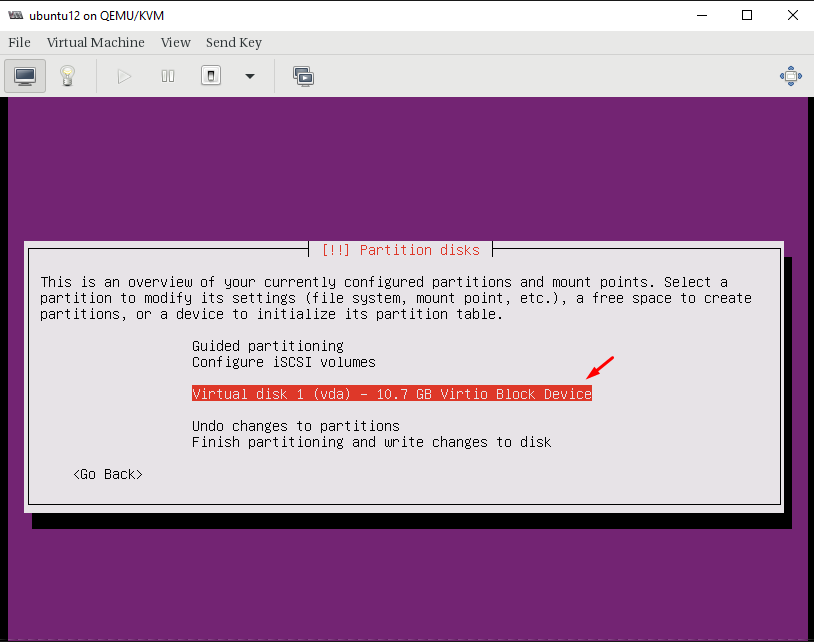 ubuntu12 on QEMU/KVM
File Virtual Machine View Send Key
[!!] Partition disks
This is an overview of your currently configured partitions and mount points. Select a
partition to modify its settings (file system, mount point, etc.), a free space to create
partitions, or a device to initialize its partition table.
Guided partitioning
Configure iSCSI volumes
Virtual disk 1 (vda) - 10.7 GB Virtio Block Device
Undo changes to partitions
Finish partitioning and write changes to disk
<Go Back>